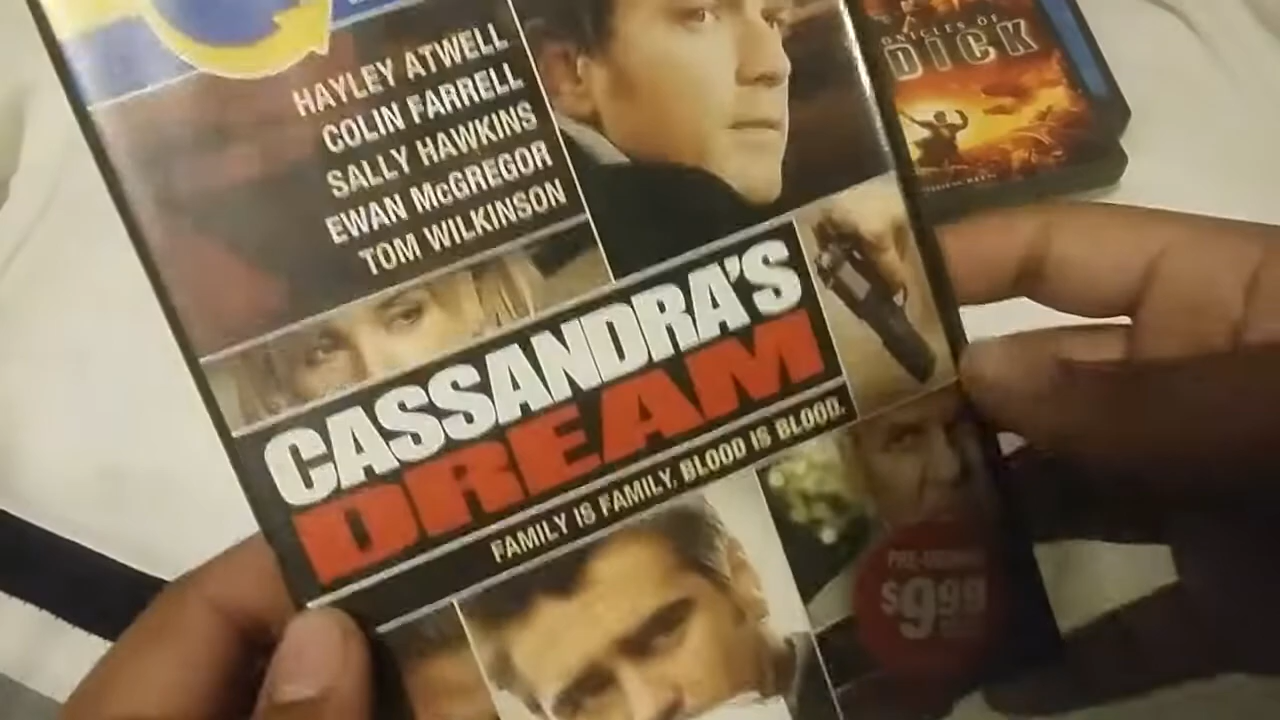 HAYLEY ATWELL
COLIN FARRELL
SALLY HAWKINS
EWAN McGREGOR
TOM WILKINSON
CASSANDRA'S
DREAM
FAMILY IS FAMILY. BLOOD IS BLOOD.
$9.99
DICK